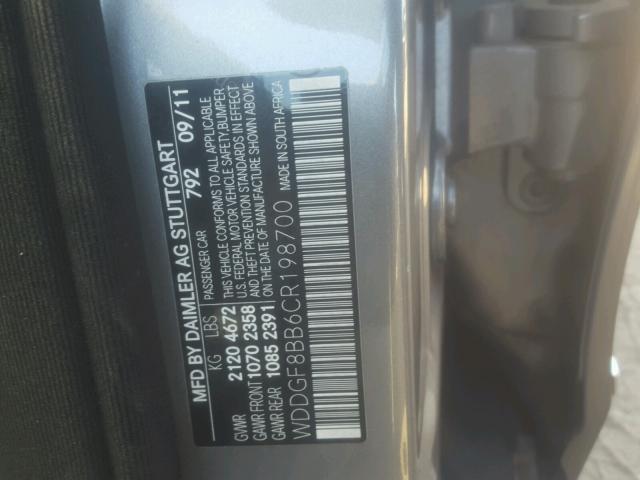 MFD BY DAIMLER AG STUTTGART
PASSENGER CAR 792 09/11
KG LBS
THIS VEHICLE CONFORMS TO ALL APPLICABLE
GVWR 2120 4672 U.S. FEDERAL MOTOR VEHICLE SAFETY, BUMPER,
GAWR FRONT 1070 2358 AND THEFT PREVENTION STANDARDS IN EFFECT
GAWR REAR 1085 2391 ON THE DATE OF MANUFACTURE SHOWN ABOVE
WDDGF8BB6CR198700 MADE IN SOUTH AFRICA